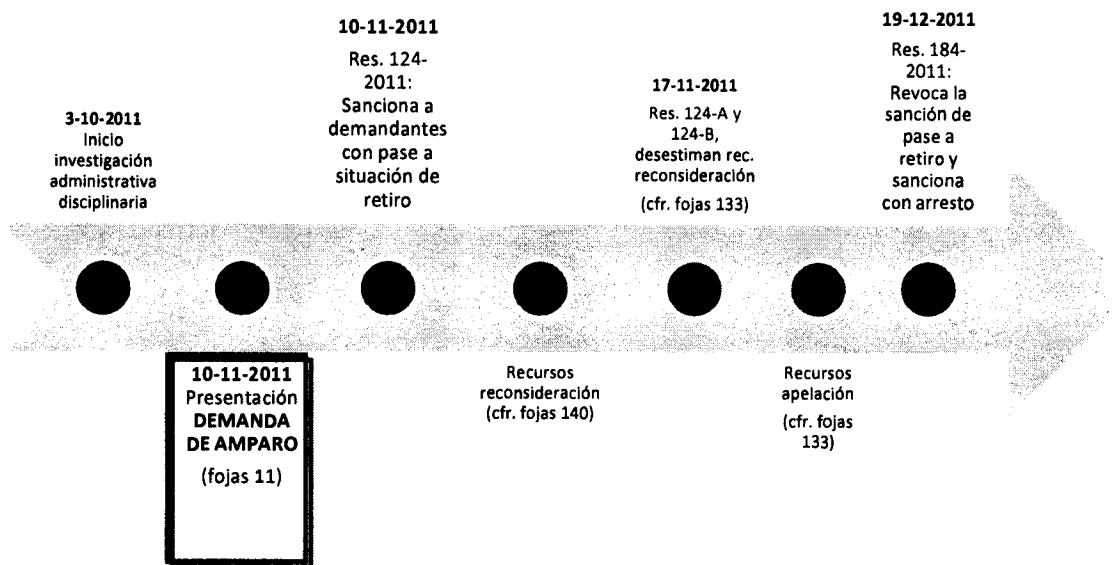 3-10-2011
Inicio
investigación
administrativa
disciplinaria
10-11-2011
Presentación
DEMANDA
DE AMPARO
(fojas 11)
10-11-2011
Res. 124-
2011:
Sanciona a
demandantes
con pase a
situación de
retiro
Recursos
reconsideración
(cfr. fojas 140)
17-11-2011
Res. 124-A y
124-B,
desestiman rec.
reconsideración
(cfr. fojas 133)
Recursos
apelación
(cfr. fojas
133)
19-12-2011
Res. 184-
2011:
Revoca la
sanción de
pase a
retiro y
sanciona
con arresto